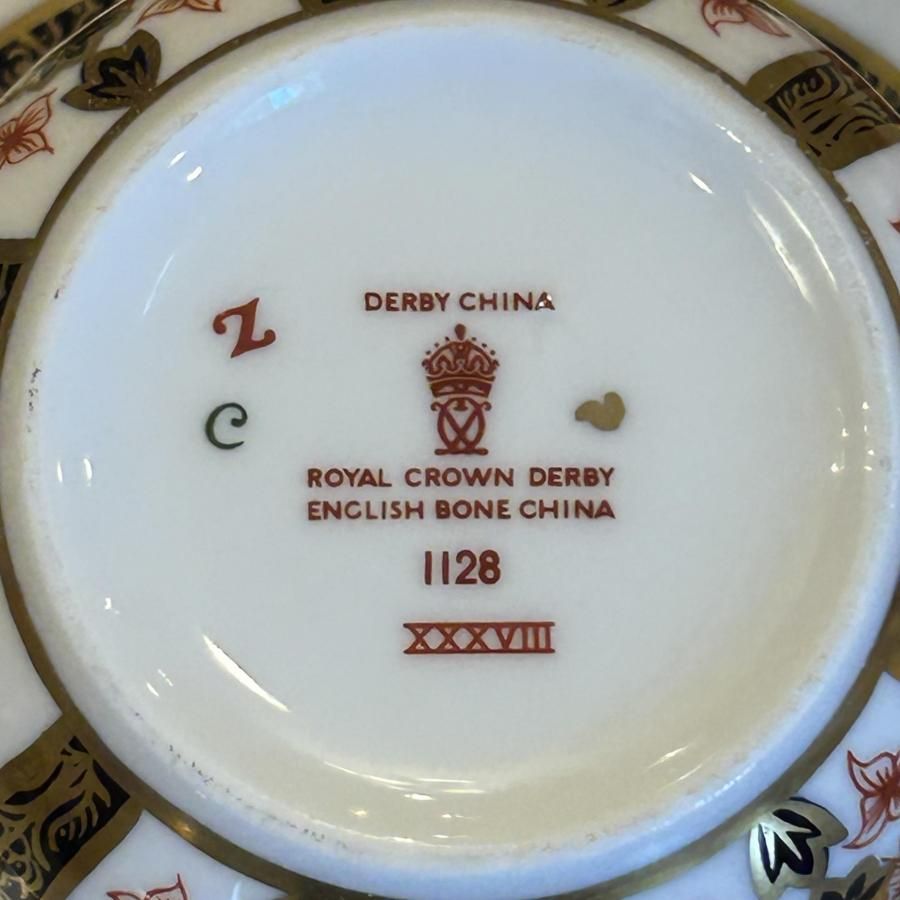 DERBY CHINA
Z
C
ROYAL CROWN DERBY
ENGLISH BONE CHINA
1128
XXXVIII